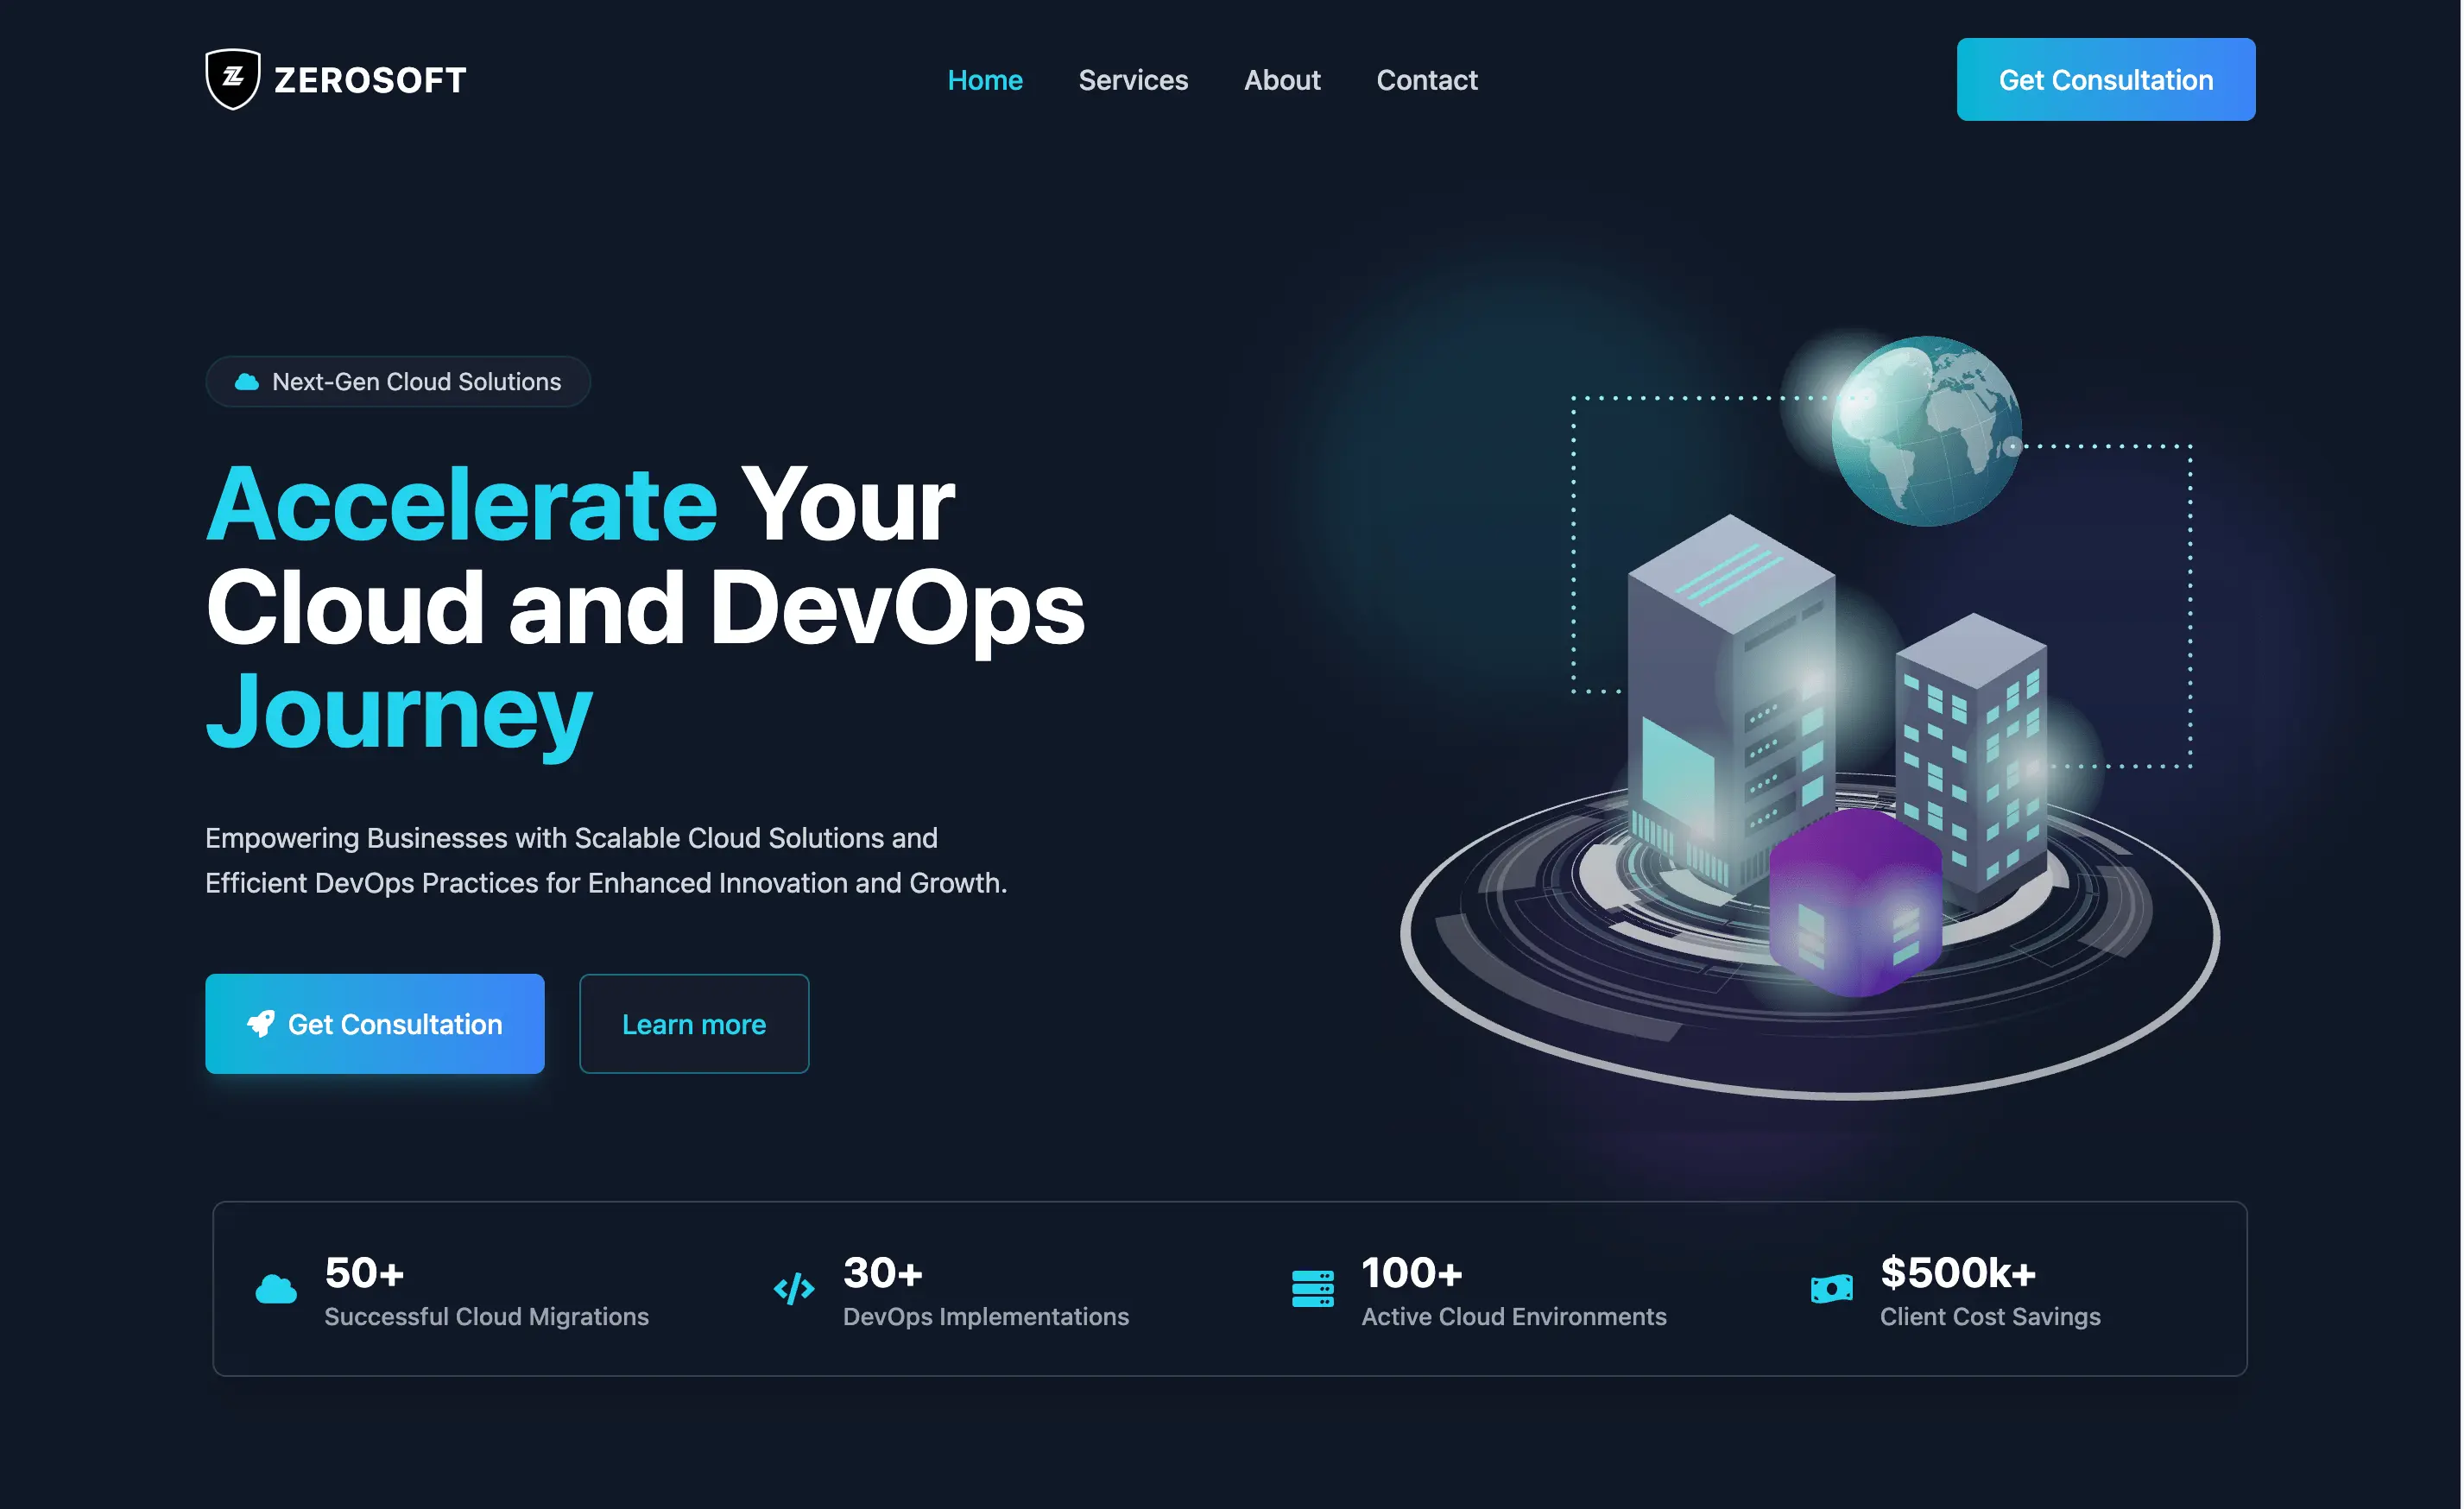 ZEROSOFT
Home
Services
About
Contact
Get Consultation
Next-Gen Cloud Solutions
Accelerate Your
Cloud and DevOps
Journey
Empowering Businesses with Scalable Cloud Solutions and
Efficient DevOps Practices for Enhanced Innovation and Growth.
Get Consultation
Learn more
50+
Successful Cloud Migrations
30+
DevOps Implementations
100+
Active Cloud Environments
$500k+
Client Cost Savings